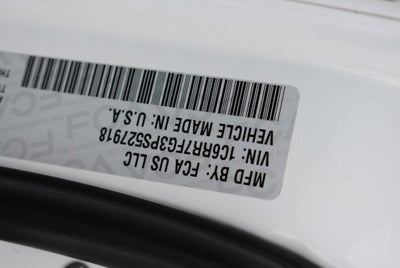 MFD BY: FCA US LLC
VIN: 1C6RR7FG3PS527918
VEHICLE MADE IN: U.S.A.